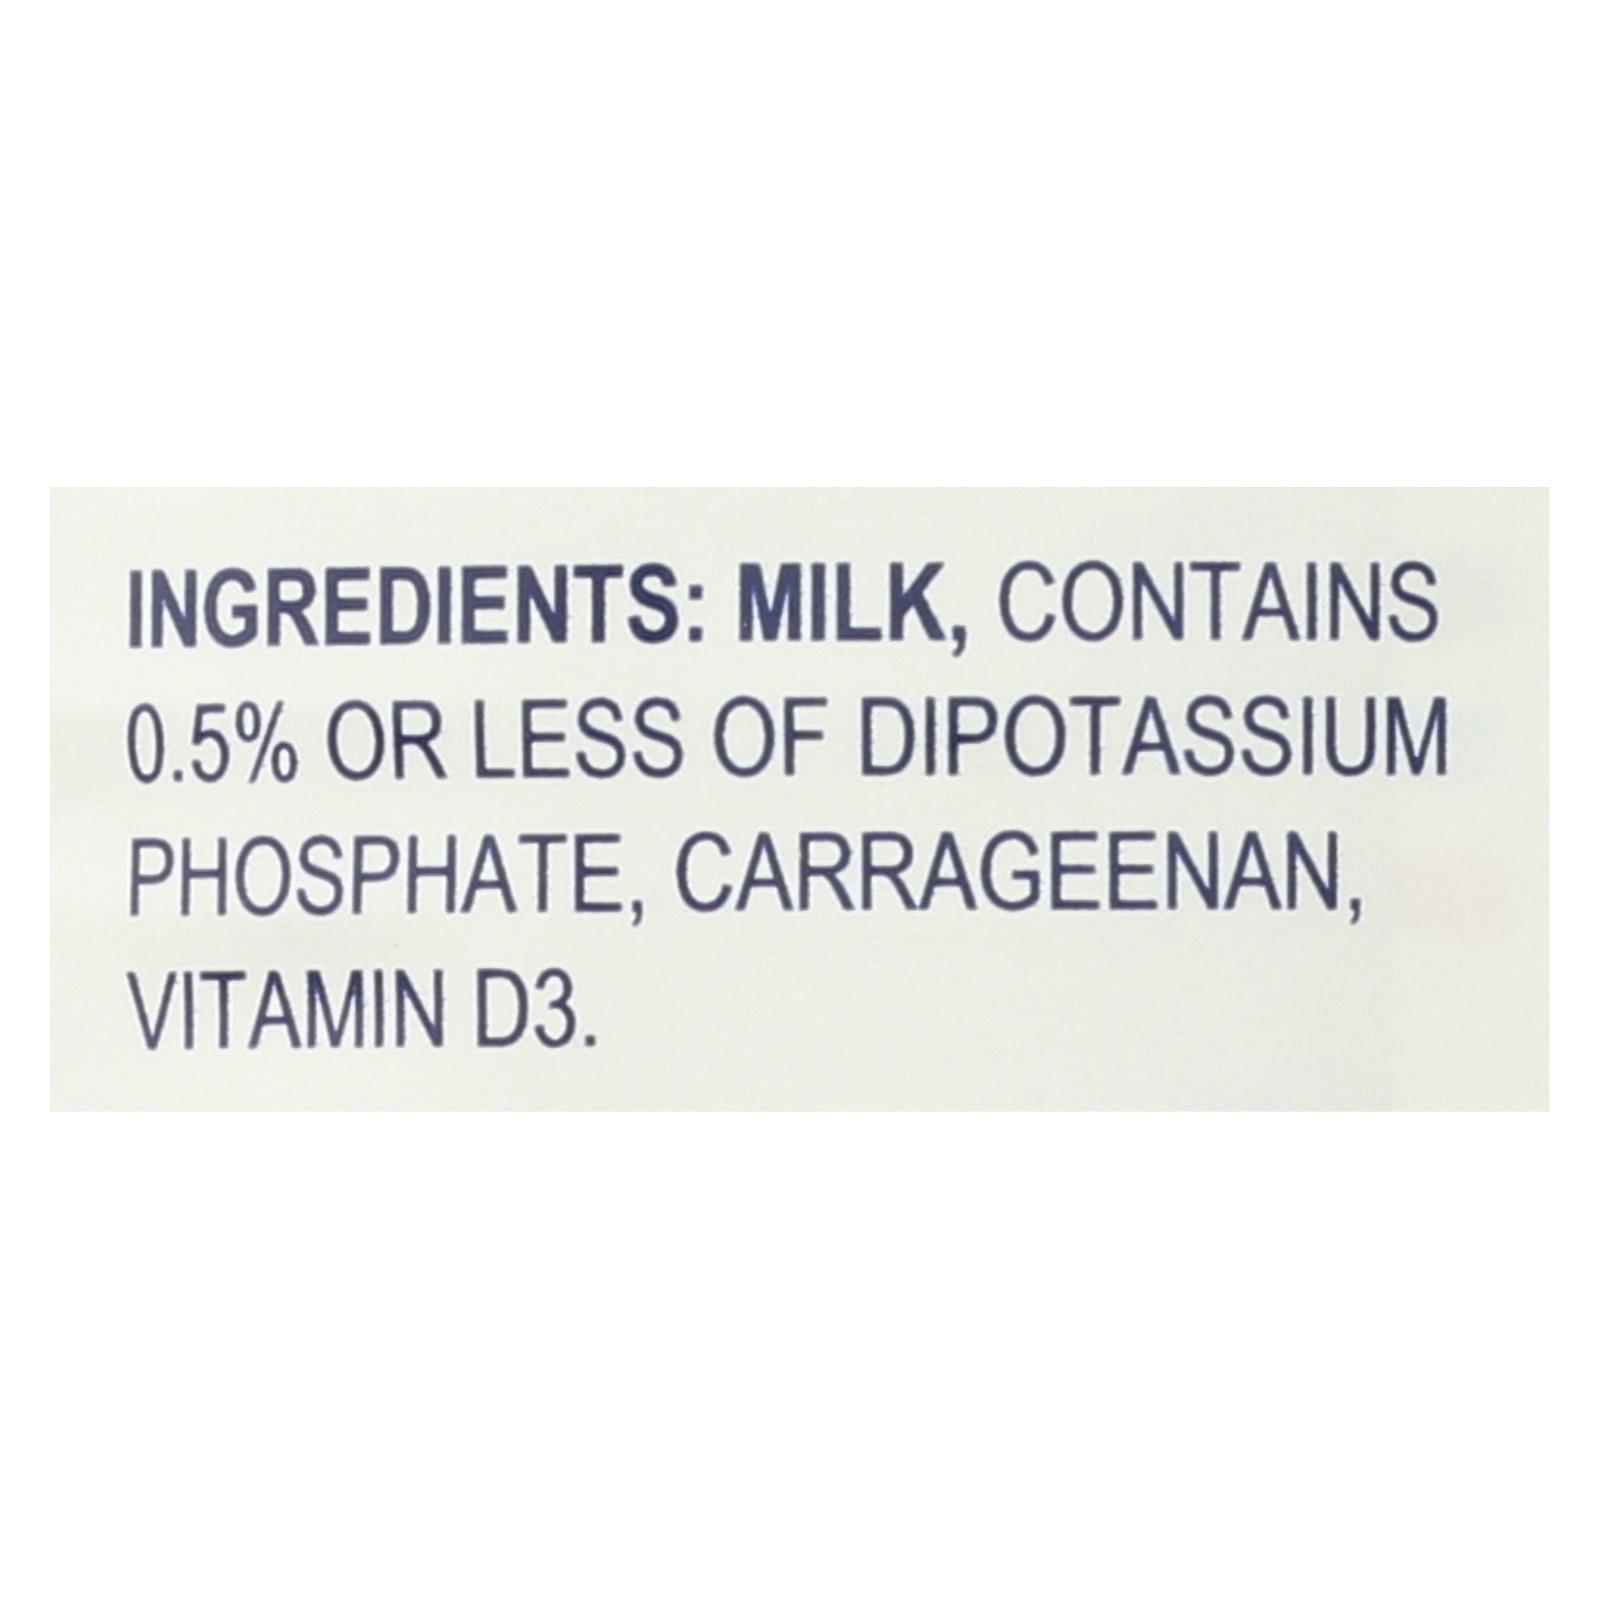 INGREDIENTS: MILK, CONTAINS
0.5% OR LESS OF DIPOTASSIUM
PHOSPHATE, CARRAGEENAN,
VITAMIN D3.